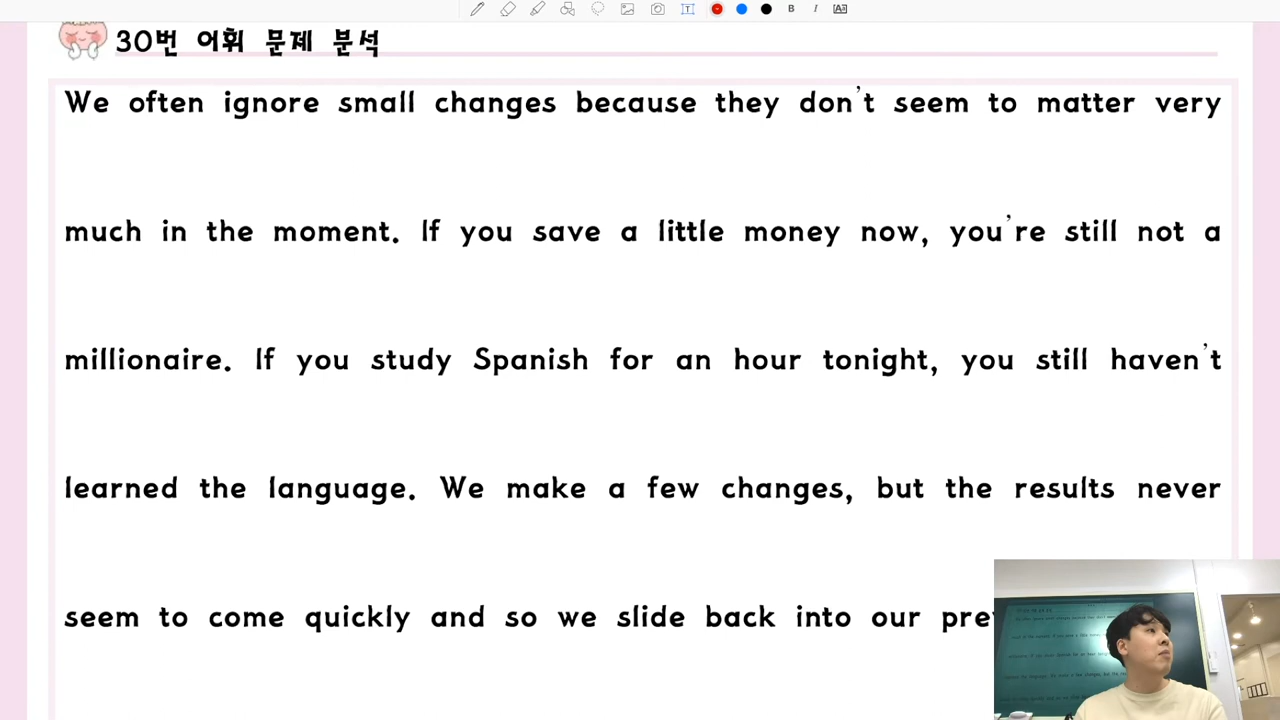 30번 어휘 문제 분석
We often ignore small changes because they don't seem to matter very
much in the moment. If you save a little money now, you're still not a
millionaire. If you study Spanish for an hour tonight, you still haven't
learned the language. We make a few changes, but the results never
seem to come quickly and so we slide back into our